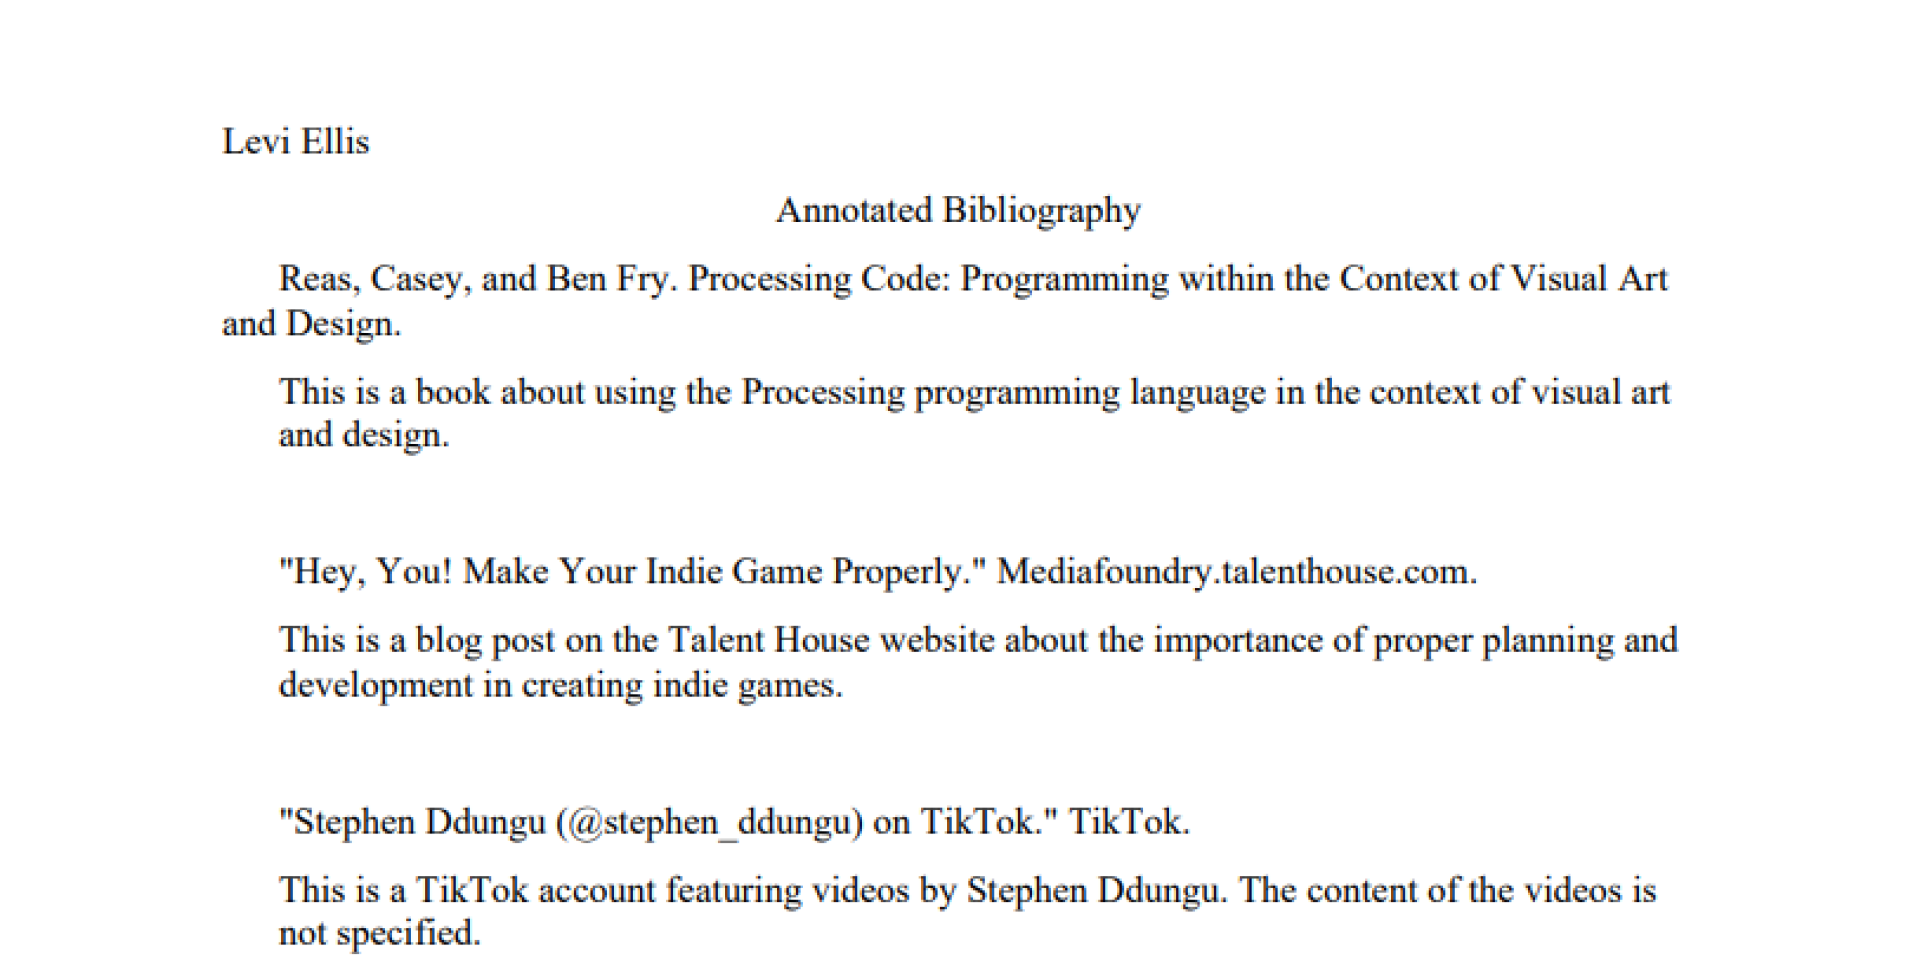 Levi Ellis
Annotated Bibliography
Reas, Casey, and Ben Fry. Processing Code: Programming within the Context of Visual Art
and Design.
This is a book about using the Processing programming language in the context of visual art
and design.
"Hey, You! Make Your Indie Game Properly." Mediafoundry.talenthouse.com.
This is a blog post on the Talent House website about the importance of proper planning and
development in creating indie games.
"Stephen Ddungu (@stephen_ddungu) on TikTok." TikTok.
This is a TikTok account featuring videos by Stephen Ddungu. The content of the videos is
not specified.